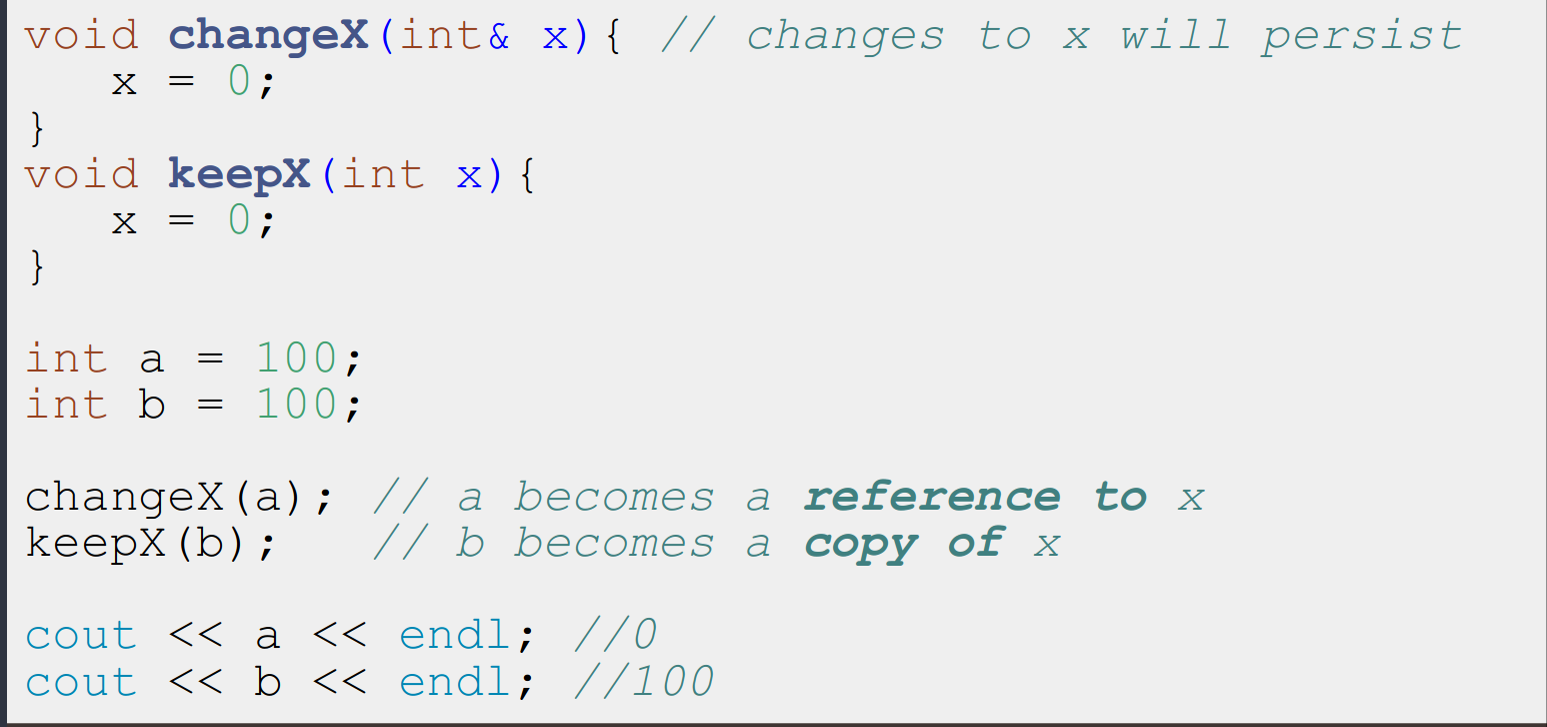 void changeX(int& x){ // changes to x will persist
   x = 0;
}
void keepX(int x){
   x = 0;
}
int a = 100;
int b = 100;
changeX(a); // a becomes a reference to x
keepX(b);   // b becomes a copy of x
cout << a << endl; //0
cout << b << endl; //100